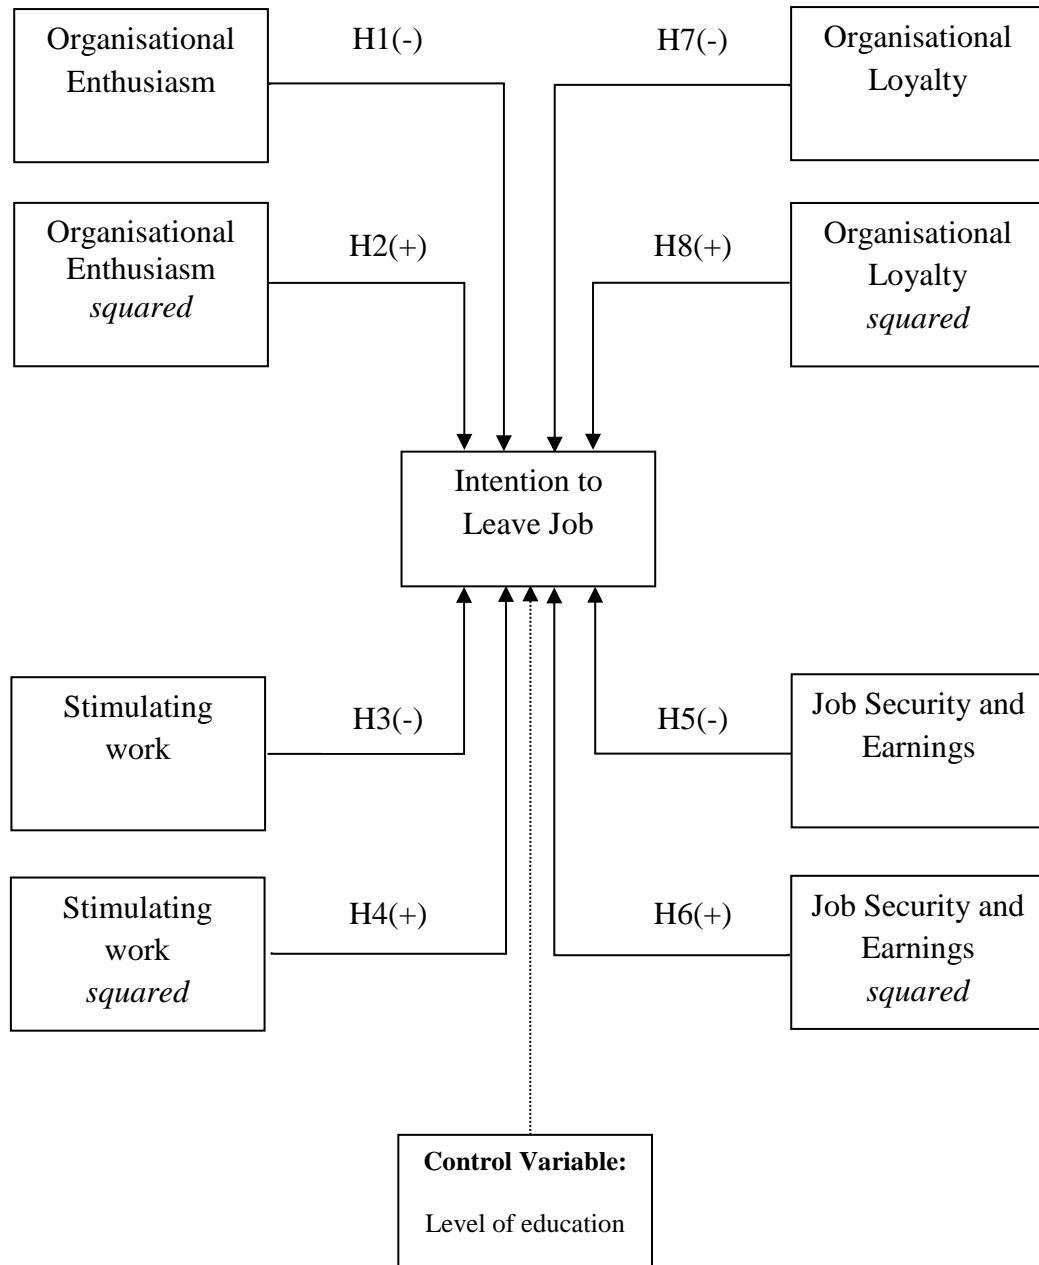 Organisational
Enthusiasm
H1(-)
H7(-)
Organisational
Loyalty
Organisational
Enthusiasm
squared
H2(+)
H8(+)
Organisational
Loyalty
squared
Intention to
Leave Job
Stimulating
work
H3(-)
H5(-)
Job Security and
Earnings
Stimulating
work
squared
H4(+)
H6(+)
Job Security and
Earnings
squared
Control Variable:
Level of education